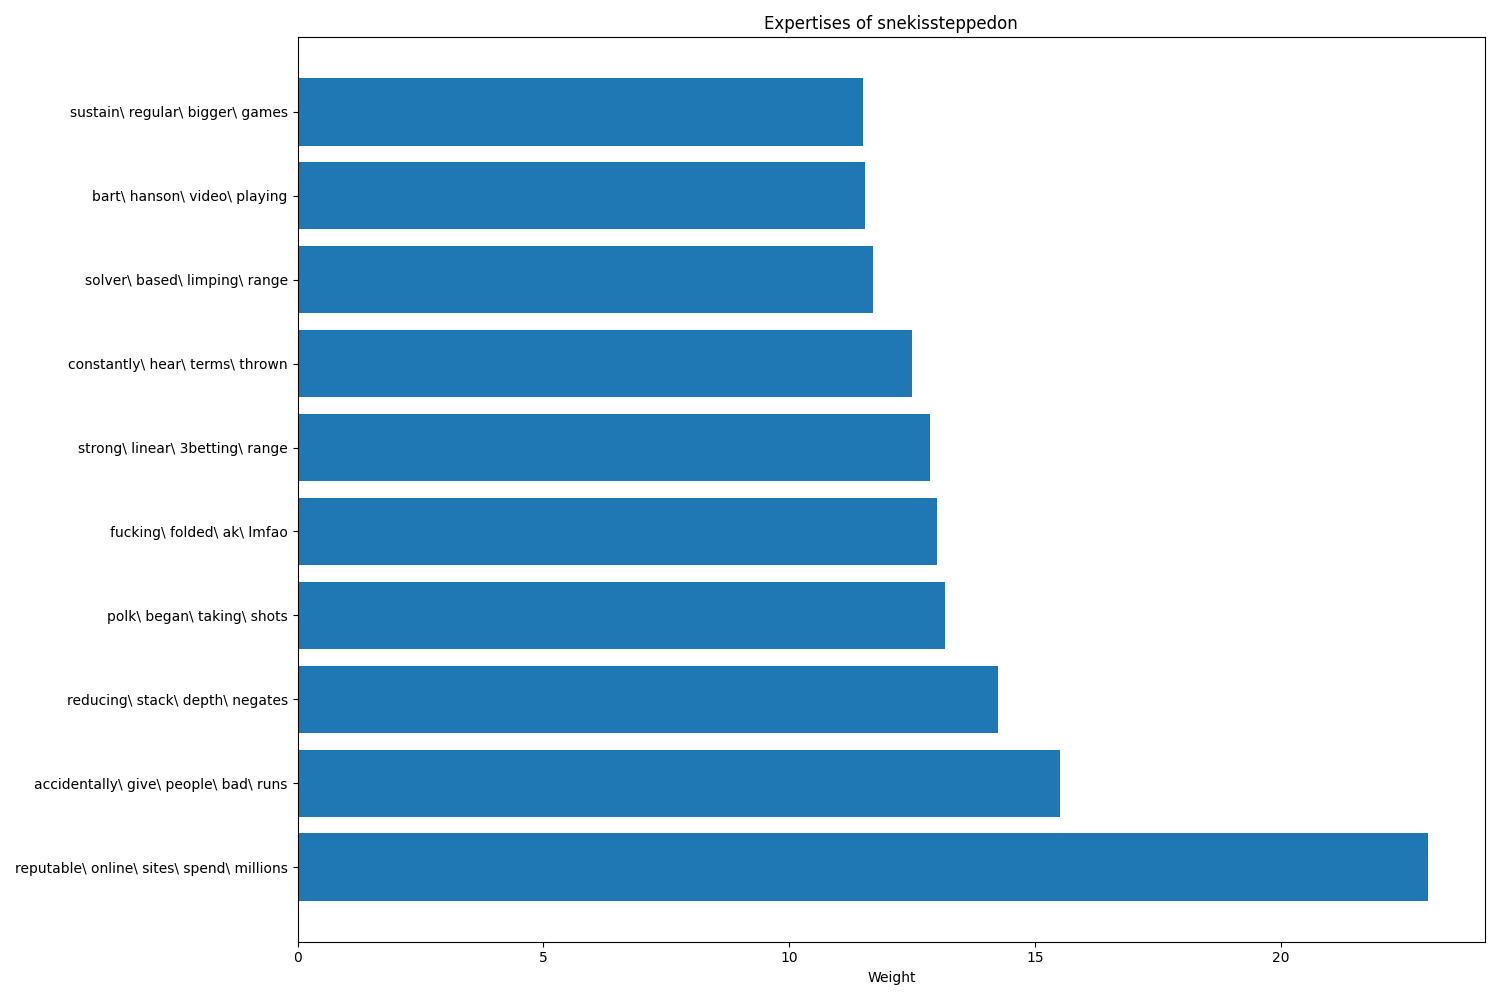 Expertises of snekissteppedon
sustain\ regular\ bigger\ games
bart\ hanson\ video\ playing
solver\ based\ limping\ range
constantly\ hear\ terms\ thrown
strong\ linear\ 3betting\ range
fucking\ folded\ ak\ lmfao
polk\ began\ taking\ shots
reducing\ stack\ depth\ negates
accidentally\ give\ people\ bad\ runs
reputable\ online\ sites\ spend\ millions
0 5 10 15 20
Weight